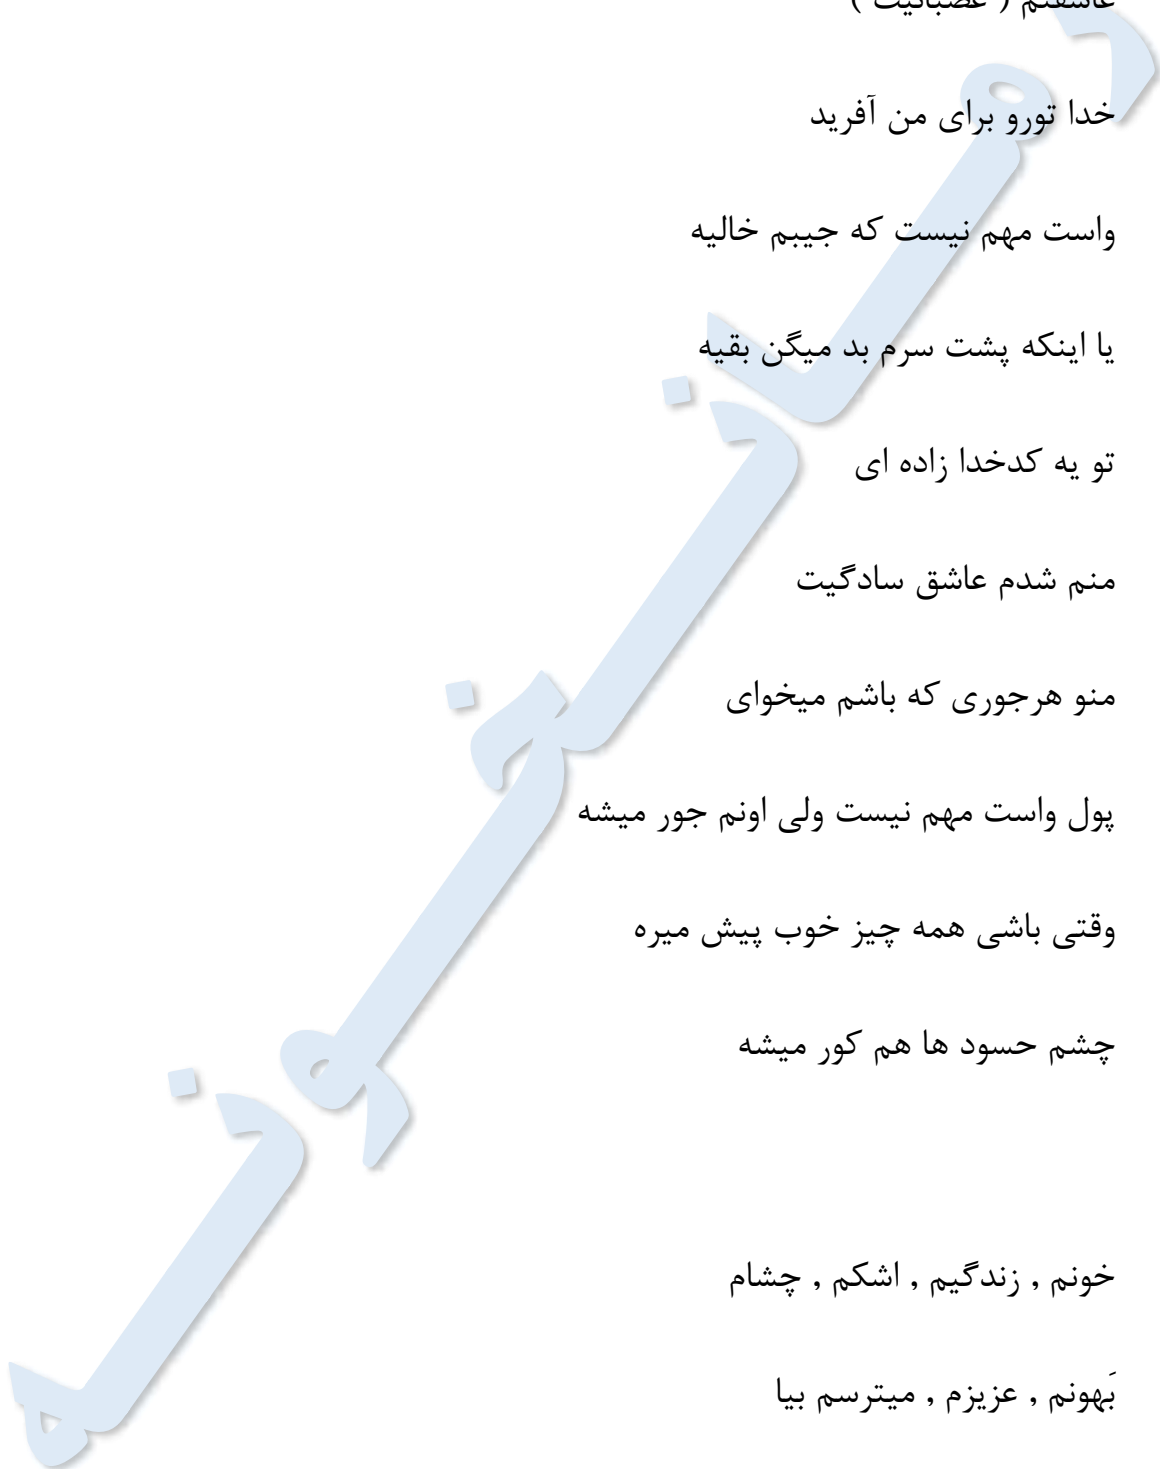 عاشقتم ( عصبانیت )
خدا تورو برای من آفرید
واست مهم نیست که جیبم خالیه
یا اینکه پشت سرم بد میگن بقیه
تو یه کدخدا زاده ای
منم شدم عاشق سادگیت
منو هرجوری که باشم میخوای
پول واست مهم نیست ولی اونم جور میشه
وقتی باشی همه چیز خوب پیش میره
چشم حسود ها هم کور میشه
خونم , زندگیم , اشکم , چشام
بَهونم , عزیزم , میترسم بیا
رمانخونه